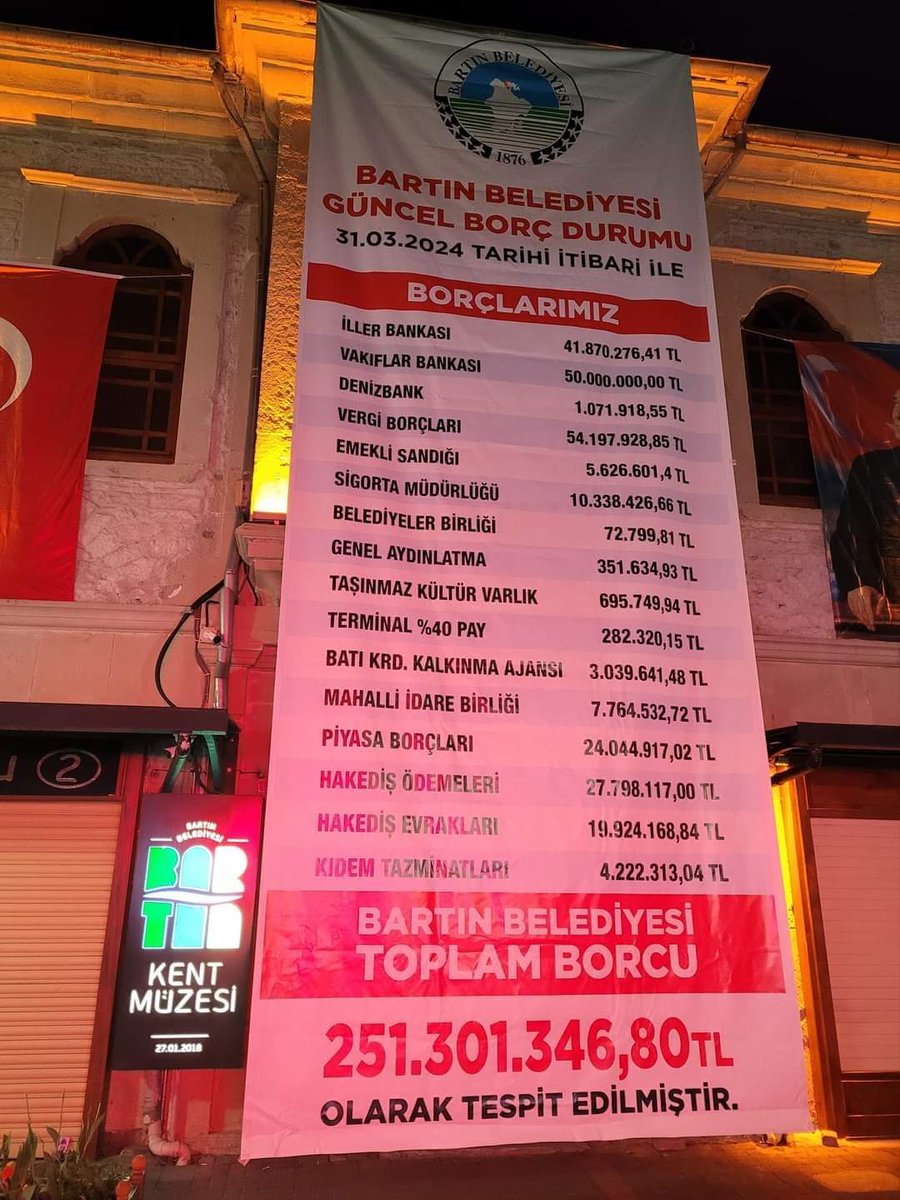 BARTIN BELEDİYESİ
1876
BARTIN BELEDİYESİ
GÜNCEL BORÇ DURUMU
31.03.2024 TARİHİ İTİBARİ İLE
BORÇLARIMIZ
İLLER BANKASI 41.870.276,41 TL
VAKIFLAR BANKASI 50.000.000,00 TL
DENİZBANK 1.071.918,55 TL
VERGİ BORÇLARI 54.197.928,85 TL
EMEKLİ SANDIĞI 5.626.601,4 TL
SİGORTA MÜDÜRLÜĞÜ 10.338.426,66 TL
BELEDİYELER BİRLİĞİ 72.799,81 TL
GENEL AYDINLATMA 351.634,93 TL
TAŞINMAZ KÜLTÜR VARLIK 695.749,94 TL
TERMİNAL %40 PAY 282.320,15 TL
BATI KRD. KALKINMA AJANSI 3.039.641,48 TL
MAHALLİ İDARE BİRLİĞİ 7.764.532,72 TL
PİYASA BORÇLARI 24.044.917,02 TL
HAKEDİŞ ÖDEMELERİ 27.798.117,00 TL
HAKEDİŞ EVRAKLARI 19.924.168,84 TL
KIDEM TAZMİNATLARI 4.222.313,04 TL
BARTIN BELEDİYESİ
TOPLAM BORCU
251.301.346,80TL
OLARAK TESPİT EDİLMİŞTİR.
2
BARTIN
BELEDİYESİ
BAR
TIN
KENT
MÜZESİ
27.01.2018